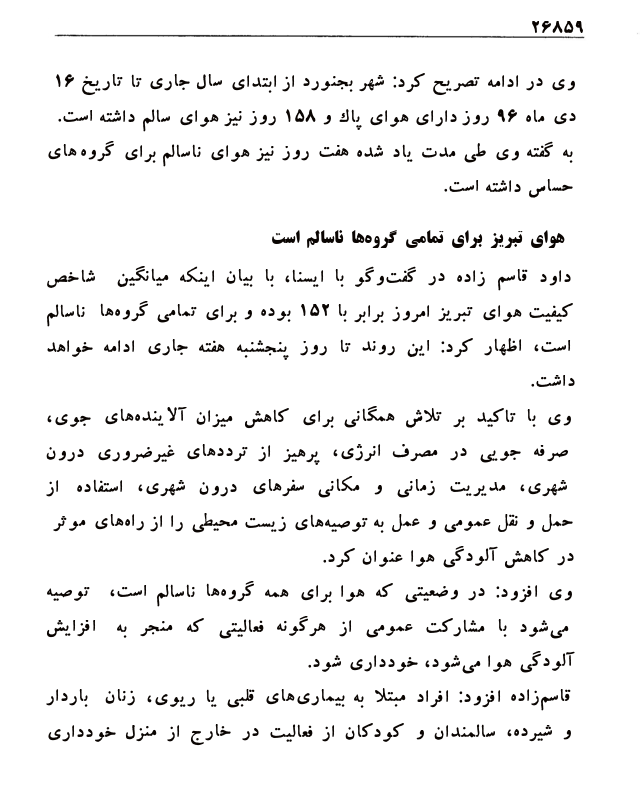 ۲۶۸۵۹
وی در ادامه تصریح کرد: شهر بجنورد از ابتدای سال جاری تا تاریخ ۱۶
دی ماه ۹۶ روز دارای هوای پاك و ۱۵۸ روز نیز هوای سالم داشته است.
به گفته وی طی مدت یاد شده هفت روز نیز هوای ناسالم برای گروه های
حساس داشته است.
هوای تبریز برای تمامی گروه‌ها ناسالم است
داود قاسم زاده در گفت‌وگو با ایسنا، با بیان اینکه میانگین شاخص
کیفیت هوای تبریز امروز برابر با ۱۵۲ بوده و برای تمامی گروه‌ها ناسالم
است، اظهار کرد: این روند تا روز پنجشنبه هفته جاری ادامه خواهد
داشت.
وی با تاکید بر تلاش همگانی برای کاهش میزان آلاینده‌های جوی،
صرفه جویی در مصرف انرژی، پرهیز از ترددهای غیرضروری درون
شهری، مدیریت زمانی و مکانی سفرهای درون شهری، استفاده از
حمل و نقل عمومی و عمل به توصیه‌های زیست محیطی را از راه‌های موثر
در کاهش آلودگی هوا عنوان کرد.
وی افزود: در وضعیتی که هوا برای همه گروه‌ها ناسالم است، توصیه
می‌شود با مشارکت عمومی از هرگونه فعالیتی که منجر به افزایش
آلودگی هوا می‌شود، خودداری شود.
قاسم‌زاده افزود: افراد مبتلا به بیماری‌های قلبی یا ریوی، زنان باردار
و شیرده، سالمندان و کودکان از فعالیت در خارج از منزل خودداری